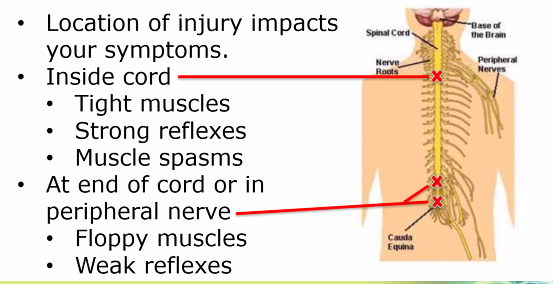 • Location of injury impacts
your symptoms.
• Inside cord
• Tight muscles
• Strong reflexes
• Muscle spasms
• At end of cord or in
peripheral nerve
• Floppy muscles
• Weak reflexes
Spinal Cord
Base of
the Brain
Nerve
Roots
Peripheral
Nerves
Cauda
Equina